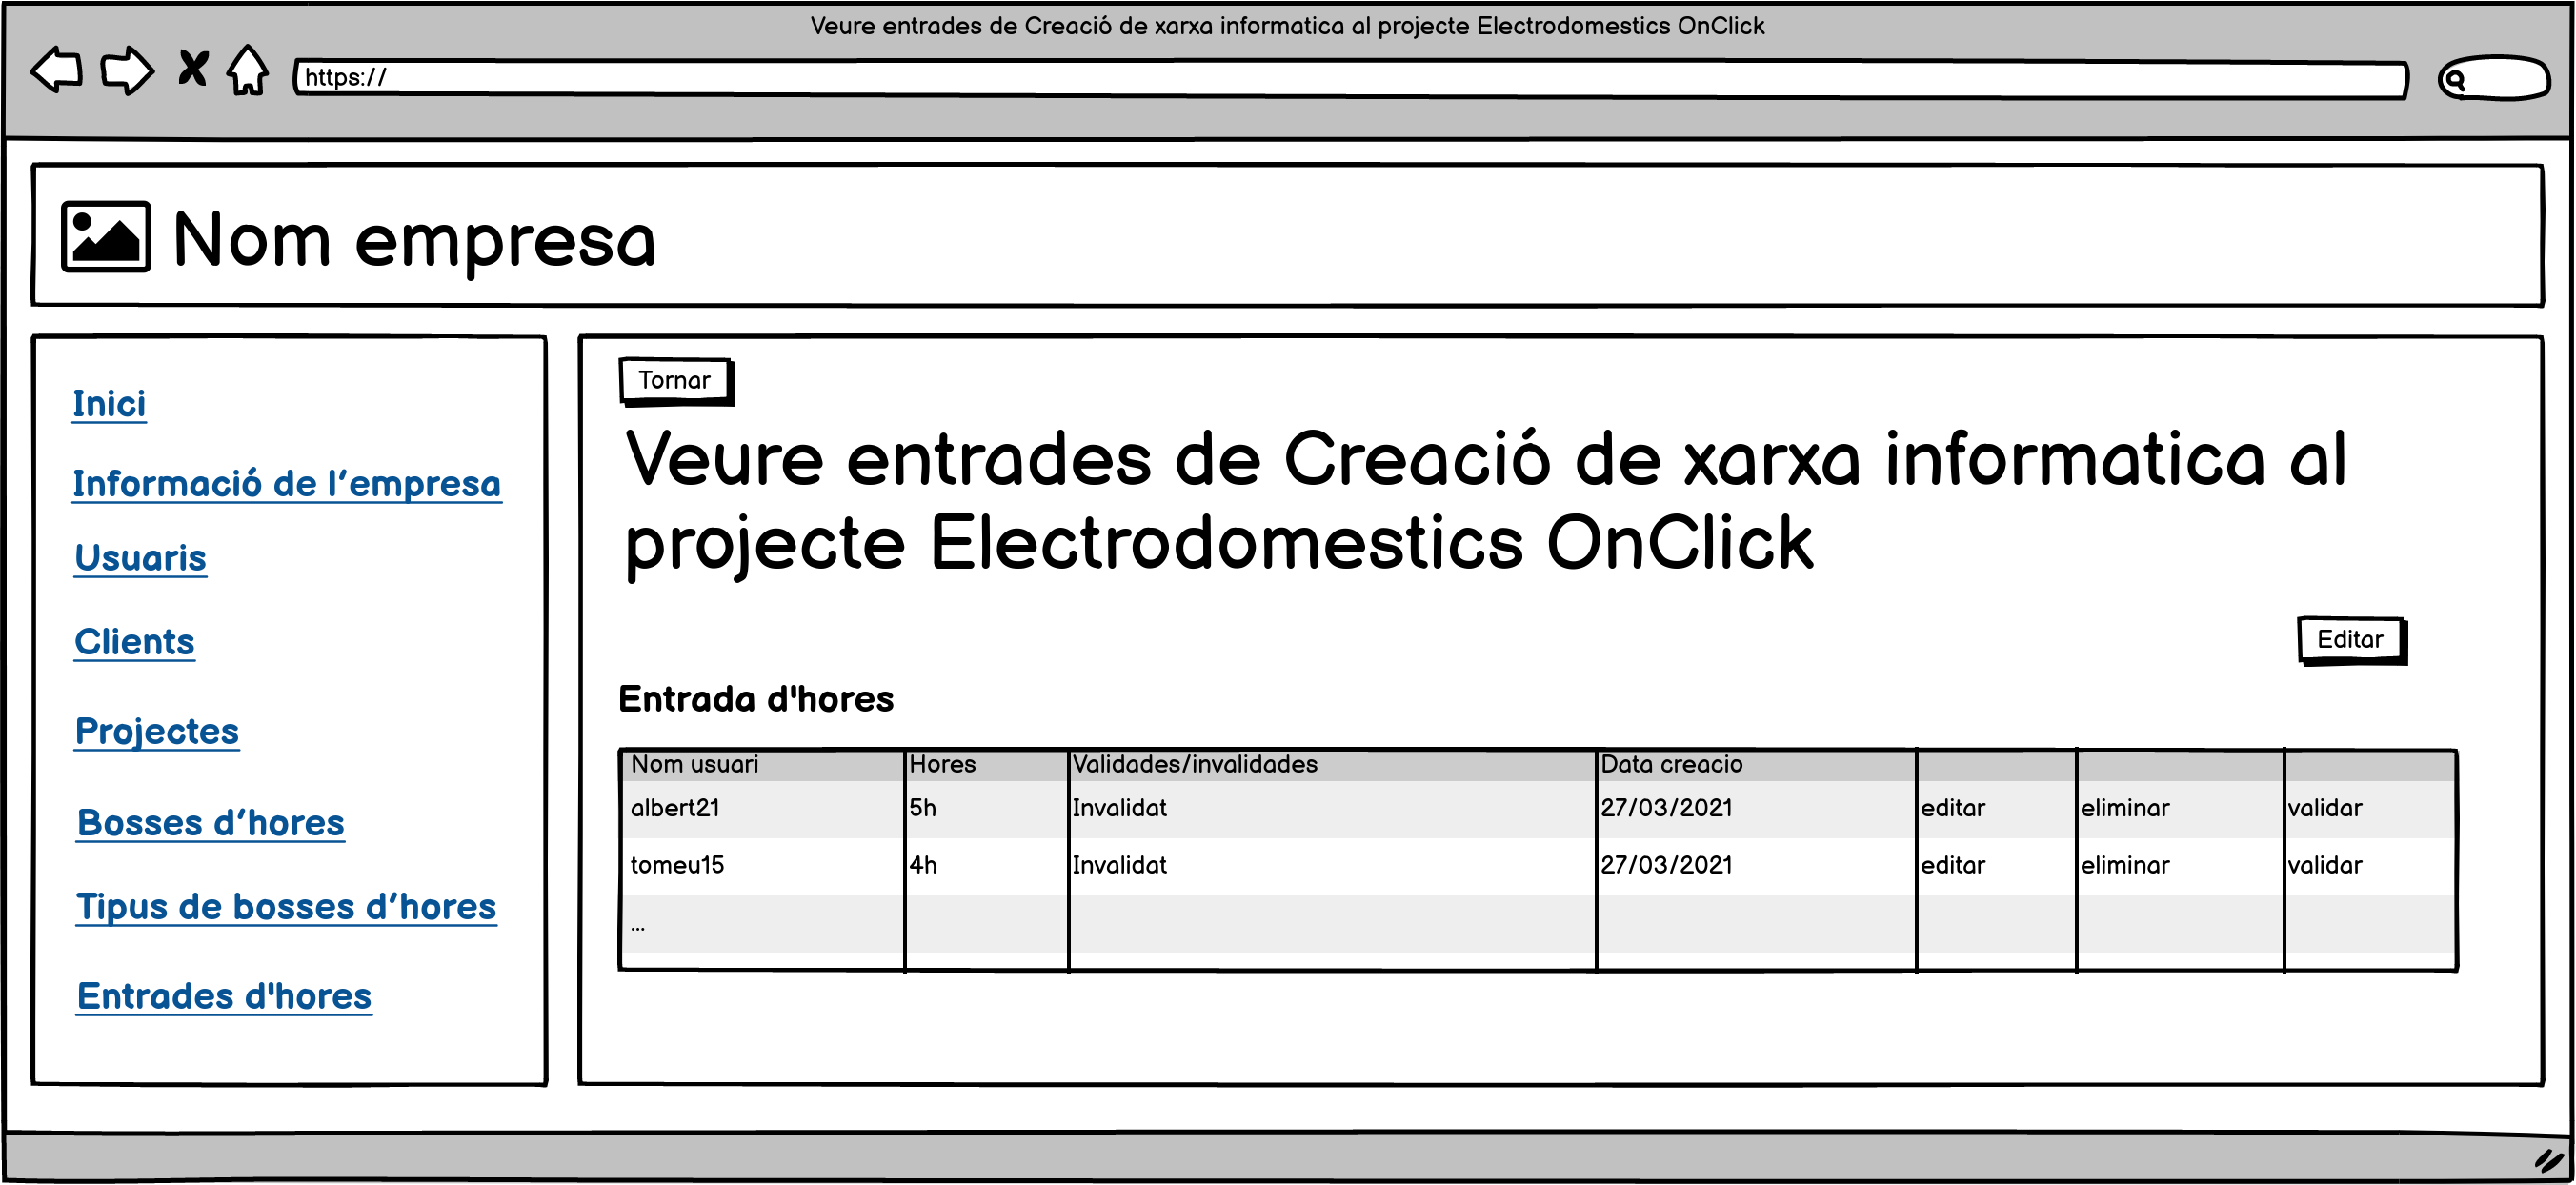 Veure entrades de Creació de xarxa informatica al projecte Electrodomestics OnClick
https://
Nom empresa
Inici
Informació de l’empresa
Usuaris
Clients
Projectes
Bosses d’hores
Tipus de bosses d’hores
Entrades d'hores
Tornar
Veure entrades de Creació de xarxa informatica al
projecte Electrodomestics OnClick
Editar
Entrada d'hores
Nom usuari Hores Validades/invalidades Data creacio
albert21 5h Invalidat 27/03/2021 editar eliminar validar
tomeu15 4h Invalidat 27/03/2021 editar eliminar validar
...